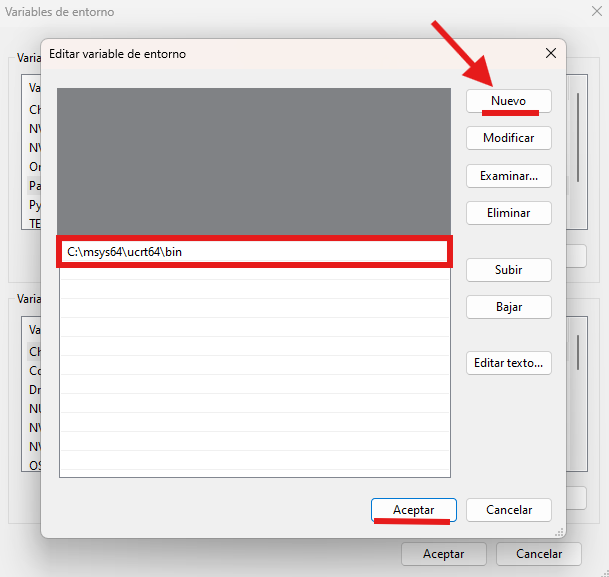 Variables de entorno
Editar variable de entorno
Nuevo
Modificar
Examinar...
Eliminar
C:\msys64\ucrt64\bin
Subir
Bajar
Editar texto...
Aceptar
Cancelar
Aceptar
Cancelar